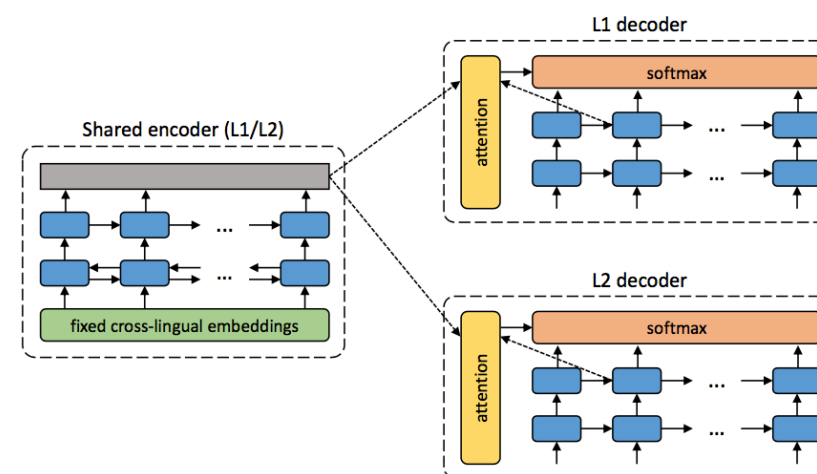 L1 decoder
softmax
attention
...
...
Shared encoder (L1/L2)
...
...
fixed cross-lingual embeddings
L2 decoder
softmax
attention
...
...